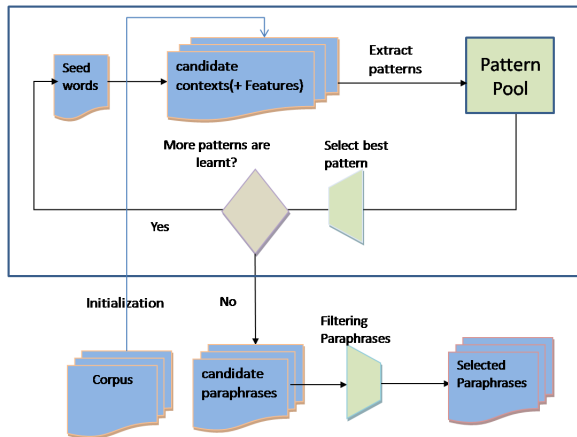 Seed
words
candidate
contexts(+ Features)
Extract
patterns
Pattern
Pool
More patterns are
learnt?
Select best
pattern
Yes
Initialization
No
Filtering
Paraphrases
Corpus
candidate
paraphrases
Selected
Paraphrases